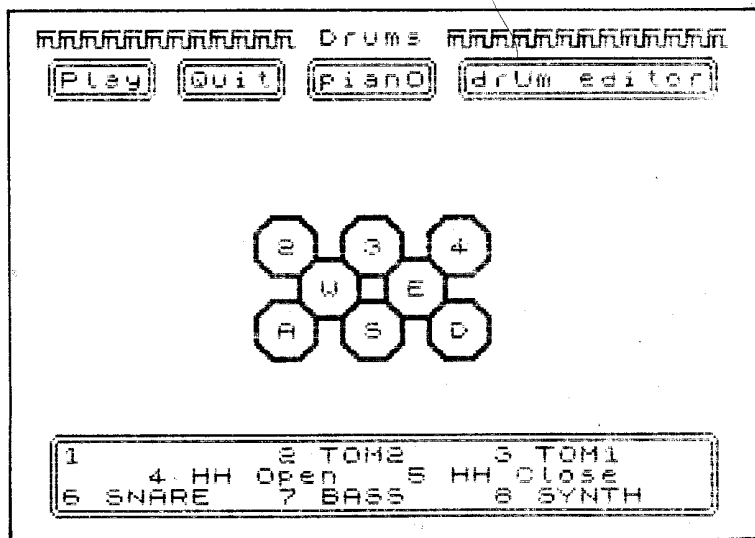 Drums
Play Quit pianO drUm editor
2 3 4
W E
A S D
1 2 TOM2 3 TOM1
4 HH Open 5 HH Close
6 SNARE 7 BASS 8 SYNTH